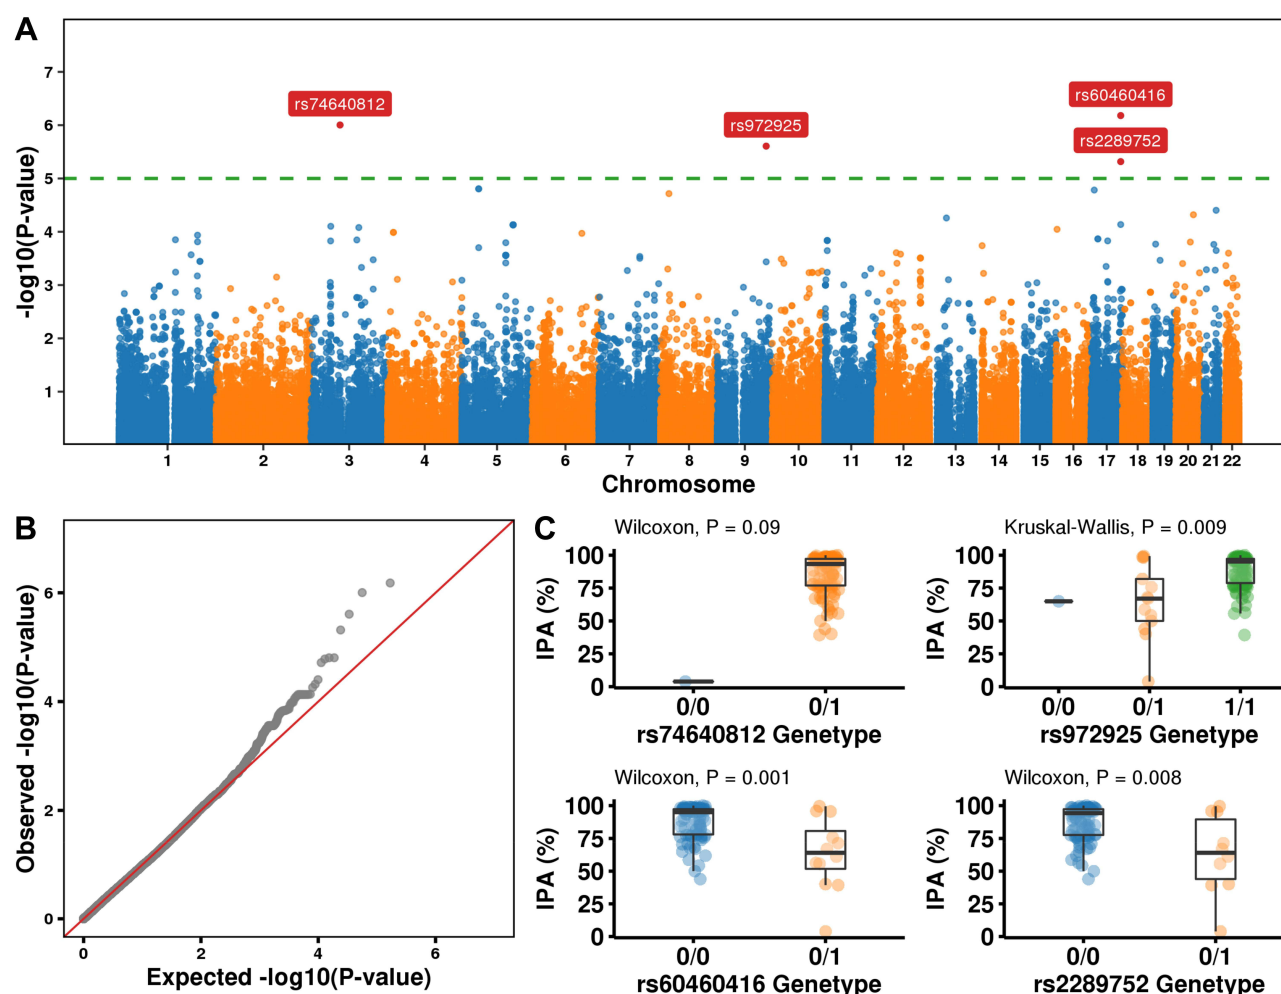 A
-log10(P-value)
7
6
5
4
3
2
1
rs74640812
rs972925
rs60460416
rs2289752
1 2 3 4 5 6 7 8 9 10 11 12 13 14 15 16 17 18 19 20 21 22
Chromosome
B
Observed -log10(P-value)
6
4
2
0
0 2 4 6
Expected -log10(P-value)
C
Wilcoxon, P = 0.09
IPA (%)
100
75
50
25
0
0/0 0/1
rs74640812 Genetype
Kruskal-Wallis, P = 0.009
IPA (%)
100
75
50
25
0
0/0 0/1 1/1
rs972925 Genetype
Wilcoxon, P = 0.001
IPA (%)
100
75
50
25
0
0/0 0/1
rs60460416 Genetype
Wilcoxon, P = 0.008
IPA (%)
100
75
50
25
0
0/0 0/1
rs2289752 Genetype